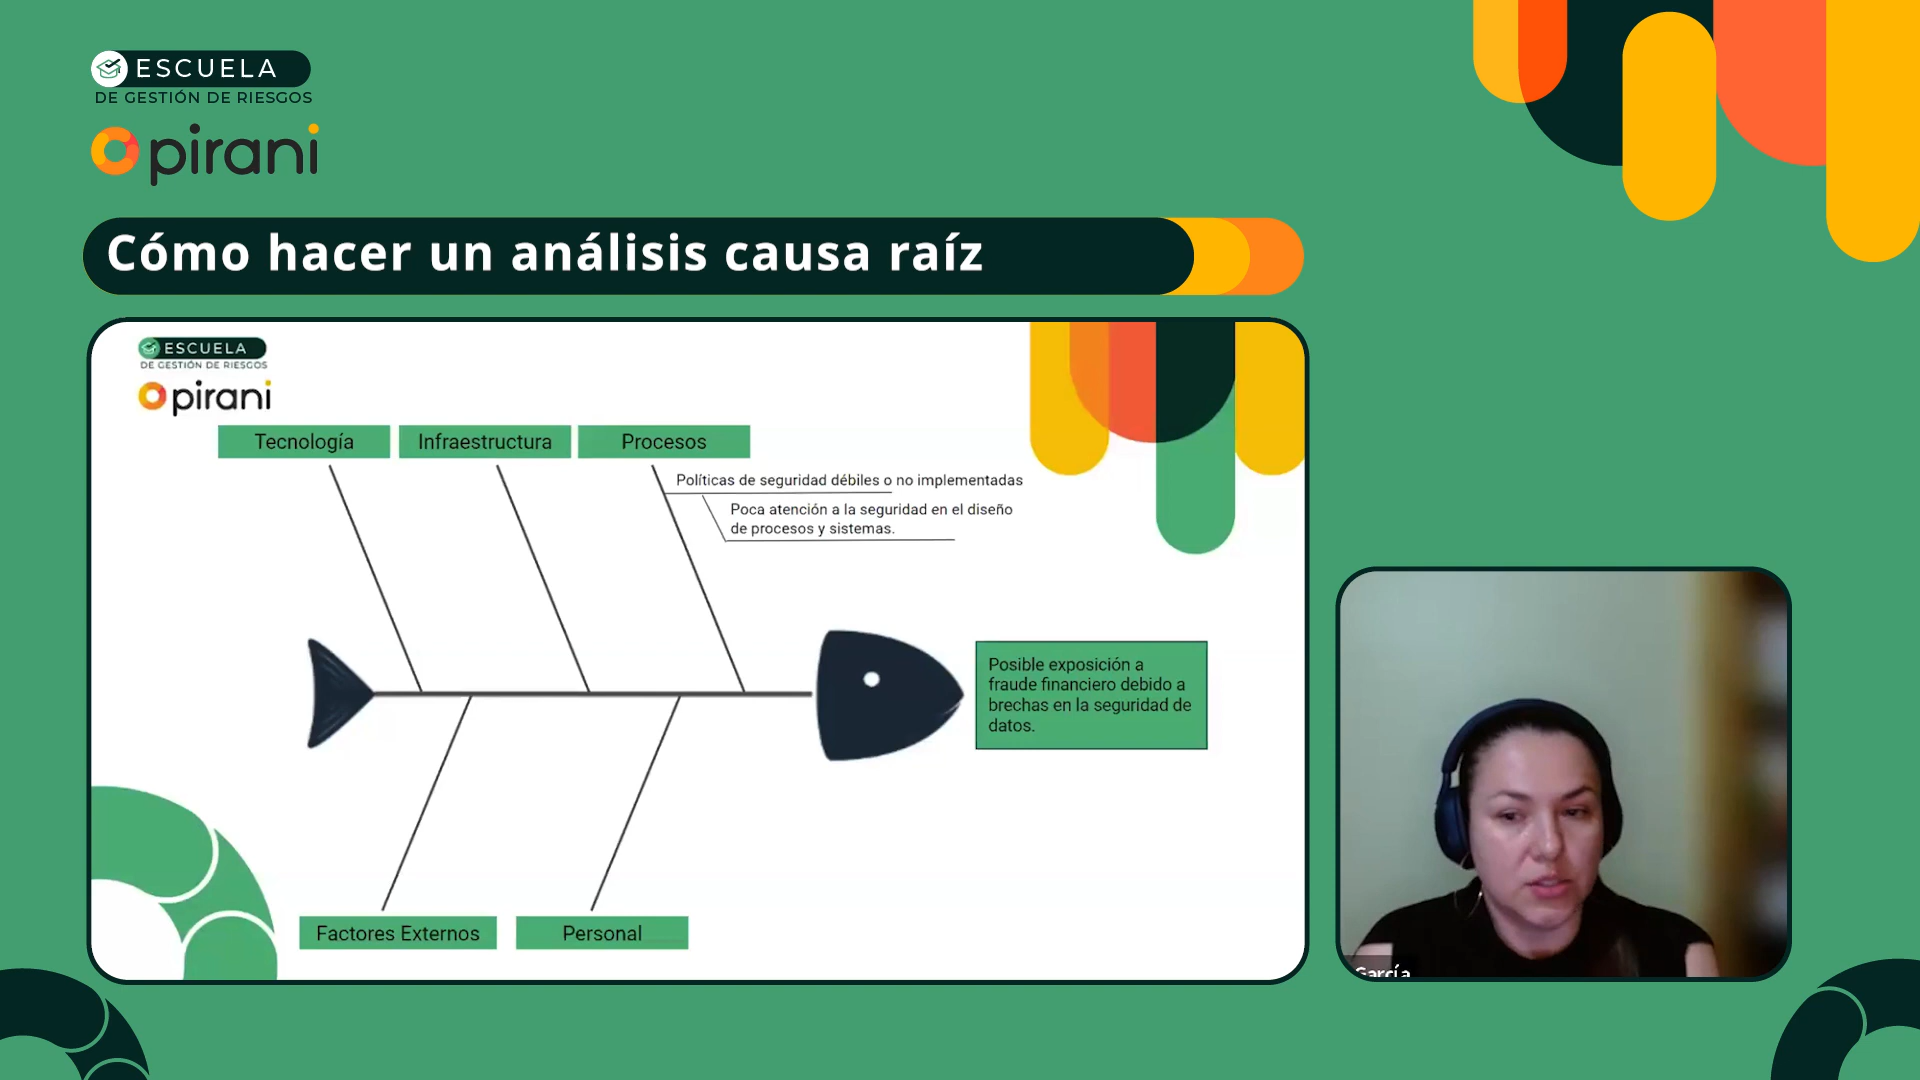 ESCUELA
DE GESTIÓN DE RIESGOS
pirani
Cómo hacer un análisis causa raíz
ESCUELA
DE GESTIÓN DE RIESGOS
pirani
Tecnología
Infraestructura
Procesos
Políticas de seguridad débiles o no implementadas
Poca atención a la seguridad en el diseño
de procesos y sistemas.
Posible exposición a
fraude financiero debido a
brechas en la seguridad de
datos.
Factores Externos
Personal
García